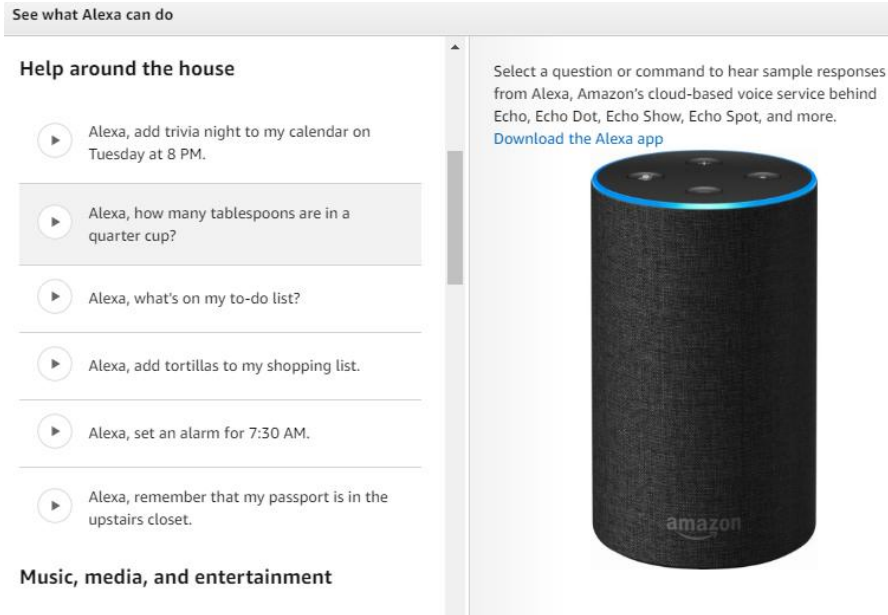 See what Alexa can do
Help around the house
Alexa, add trivia night to my calendar on
Tuesday at 8 PM.
Alexa, how many tablespoons are in a
quarter cup?
Alexa, what's on my to-do list?
Alexa, add tortillas to my shopping list.
Alexa, set an alarm for 7:30 AM.
Alexa, remember that my passport is in the
upstairs closet.
Music, media, and entertainment
Select a question or command to hear sample responses
from Alexa, Amazon's cloud-based voice service behind
Echo, Echo Dot, Echo Show, Echo Spot, and more.
Download the Alexa app
amazon